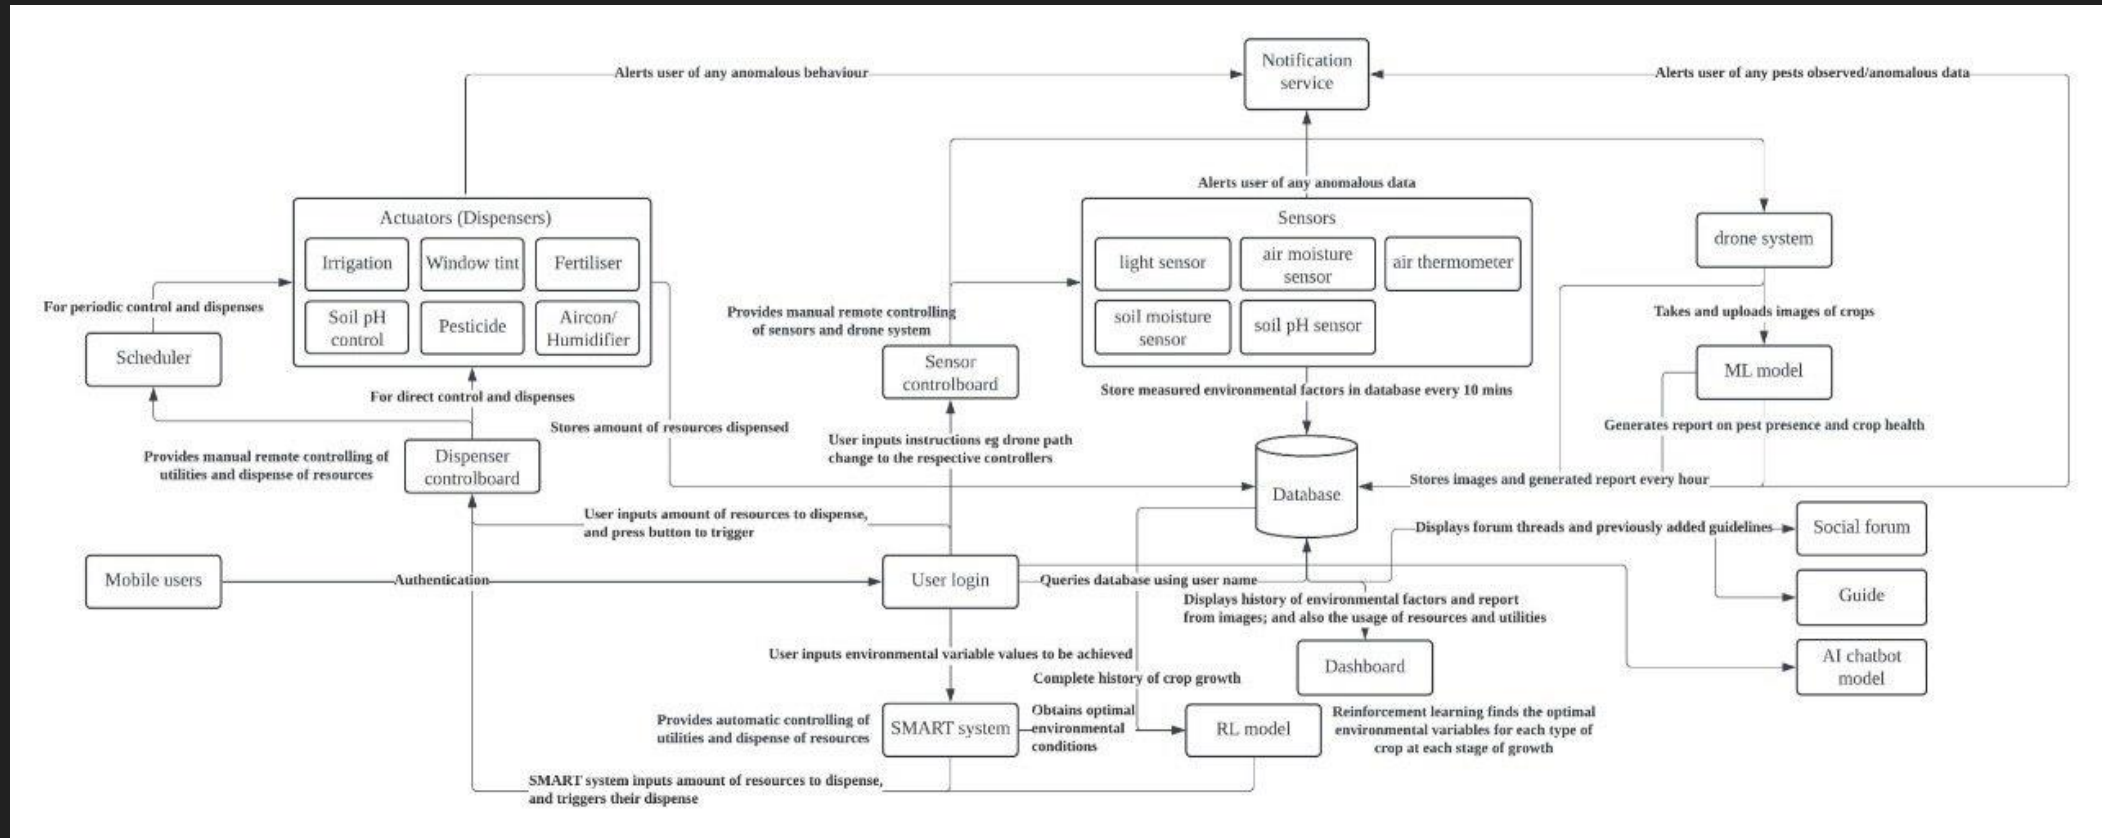 Notification
service
Alerts user of any anomalous behaviour
Alerts user of any pests observed/anomalous data
Alerts user of any anomalous data
Actuators (Dispensers)
Irrigation
Window tint
Fertiliser
Soil pH
control
Pesticide
Aircon/
Humidifier
Sensors
light sensor
air moisture
sensor
air thermometer
soil moisture
sensor
soil pH sensor
drone system
Takes and uploads images of crops
ML model
Generates report on pest presence and crop health
For periodic control and dispenses
Scheduler
For direct control and dispenses
Provides manual remote controlling
of sensors and drone system
Sensor
controlboard
Store measured environmental factors in database every 10 mins
Stores amount of resources dispensed
User inputs instructions eg drone path
change to the respective controllers
Provides manual remote controlling of
utilities and dispense of resources
Dispenser
controlboard
Database
Stores images and generated report every hour
User inputs amount of resources to dispense,
and press button to trigger
Displays forum threads and previously added guidelines
Social forum
Mobile users
Authentication
User login
Queries database using user name
Displays history of environmental factors and report
from images; and also the usage of resources and utilities
Guide
User inputs environmental variable values to be achieved
Dashboard
AI chatbot
model
Complete history of crop growth
Provides automatic controlling of
utilities and dispense of resources
SMART system
Obtains optimal
environmental
conditions
RL model
Reinforcement learning finds the optimal
environmental variables for each type of
crop at each stage of growth
SMART system inputs amount of resources to dispense,
and triggers their dispense